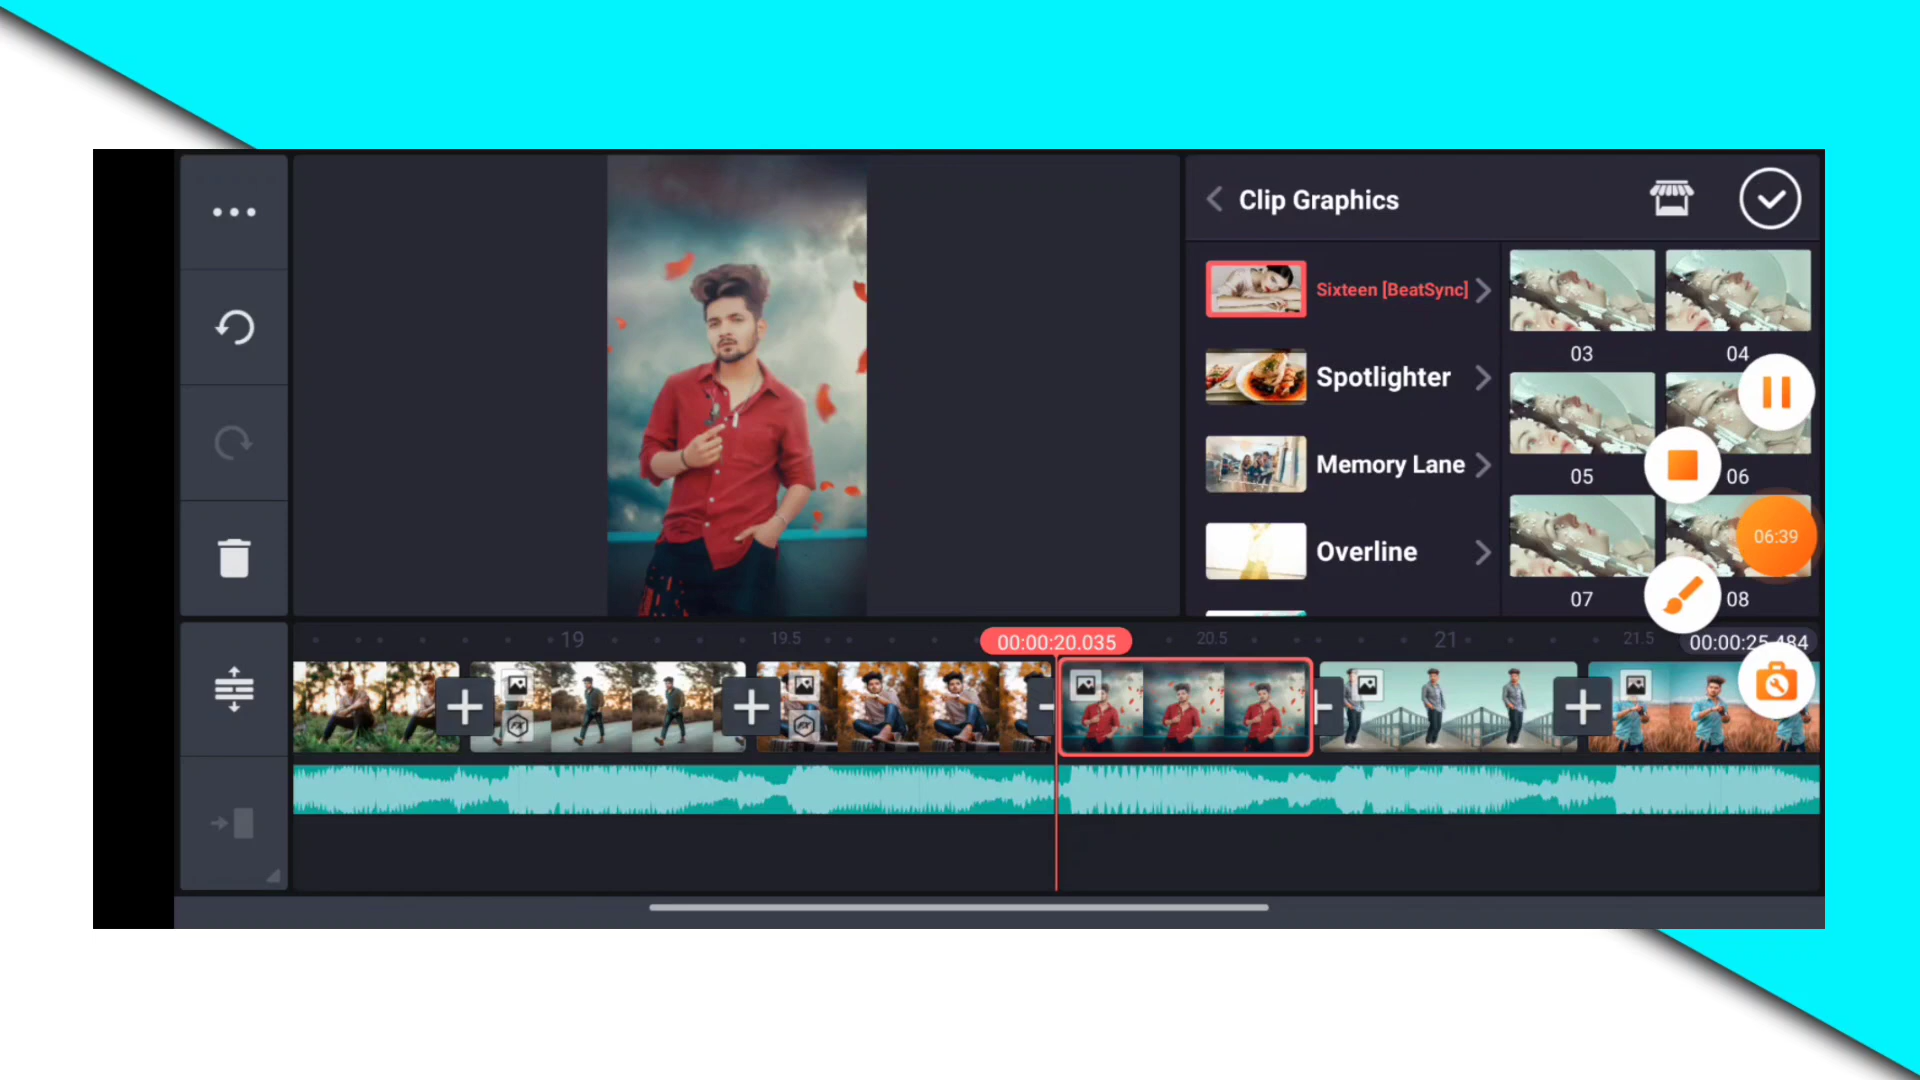 Clip Graphics
Sixteen [BeatSync]
Spotlighter
Memory Lane
Overline
03
04
05
06
07
08
06:39
19
19.5
00:00:20.035
20.5
21
21.5
00:00:25.484